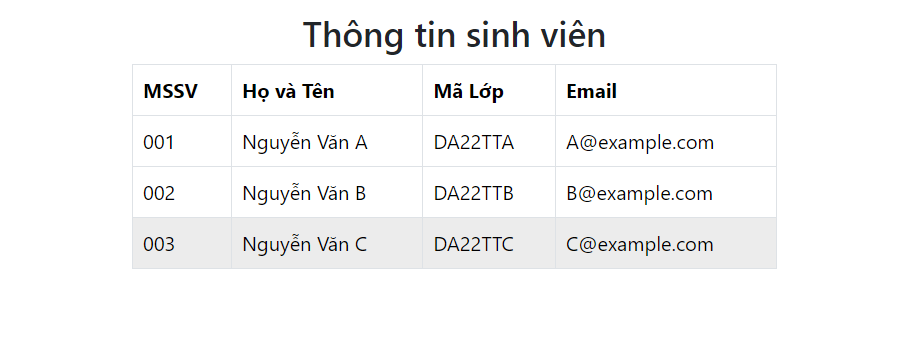 Thông tin sinh viên
MSSV Họ và Tên Mã Lớp Email
001 Nguyễn Văn A DA22TTA A@example.com
002 Nguyễn Văn B DA22TTB B@example.com
003 Nguyễn Văn C DA22TTC C@example.com